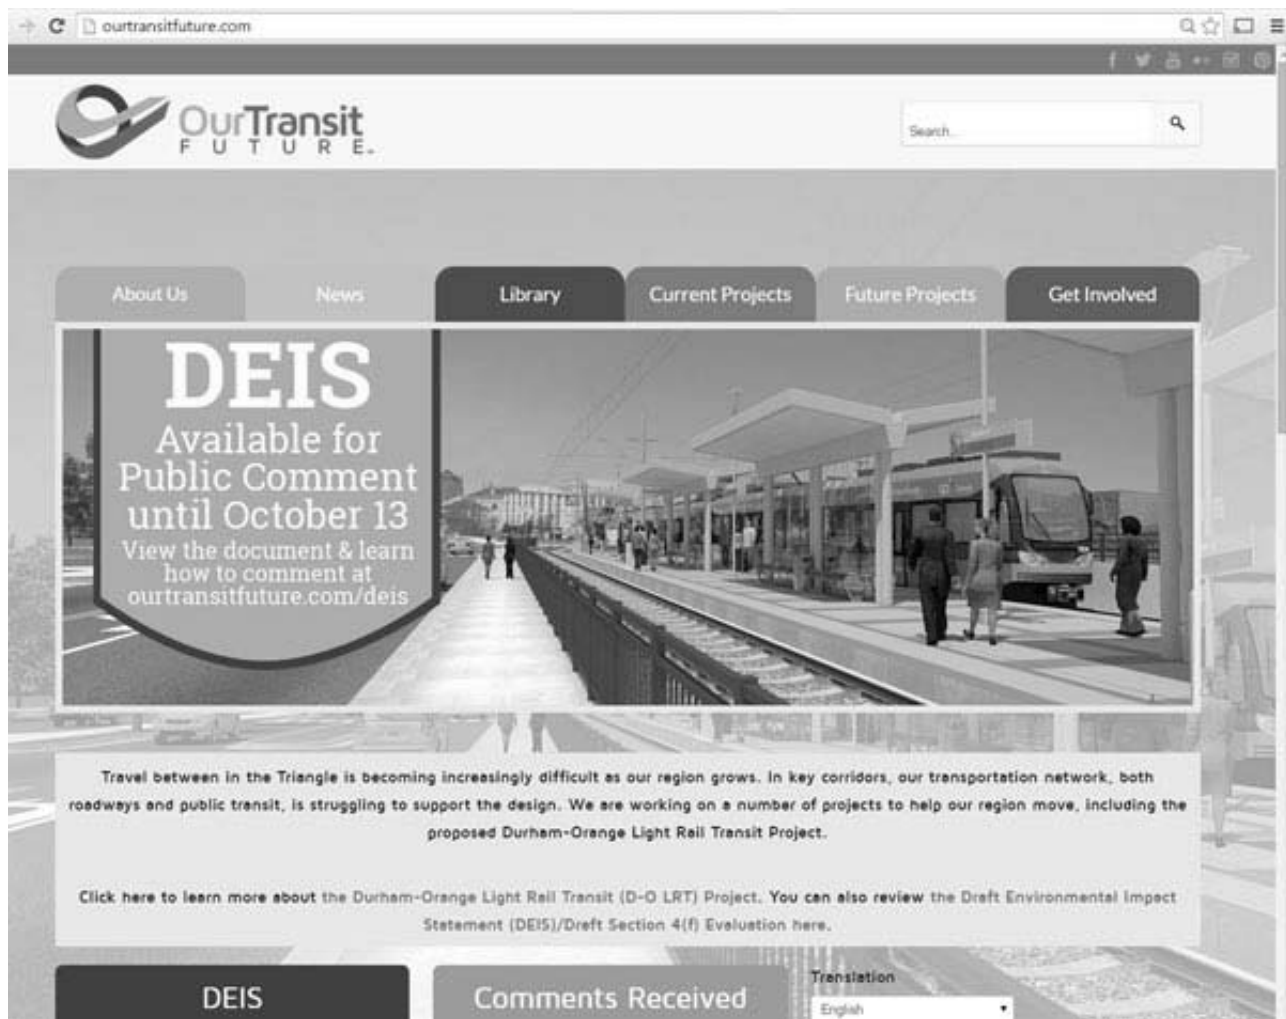 ourtransitfuture.com
OurTransit
FUTURE
Search...
About Us
News
Library
Current Projects
Future Projects
Get Involved
DEIS
Available for
Public Comment
until October 13
View the document & learn
how to comment at
ourtransitfuture.com/deis
Travel between in the Triangle is becoming increasingly difficult as our region grows. In key corridors, our transportation network, both
roadways and public transit, is struggling to support the design. We are working on a number of projects to help our region move, including the
proposed Durham-Orange Light Rail Transit Project.
Click here to learn more about the Durham-Orange Light Rail Transit (D-O LRT) Project. You can also review the Draft Environmental Impact
Statement (DEIS)/Draft Section 4(f) Evaluation here.
DEIS
Comments Received
Translation
English